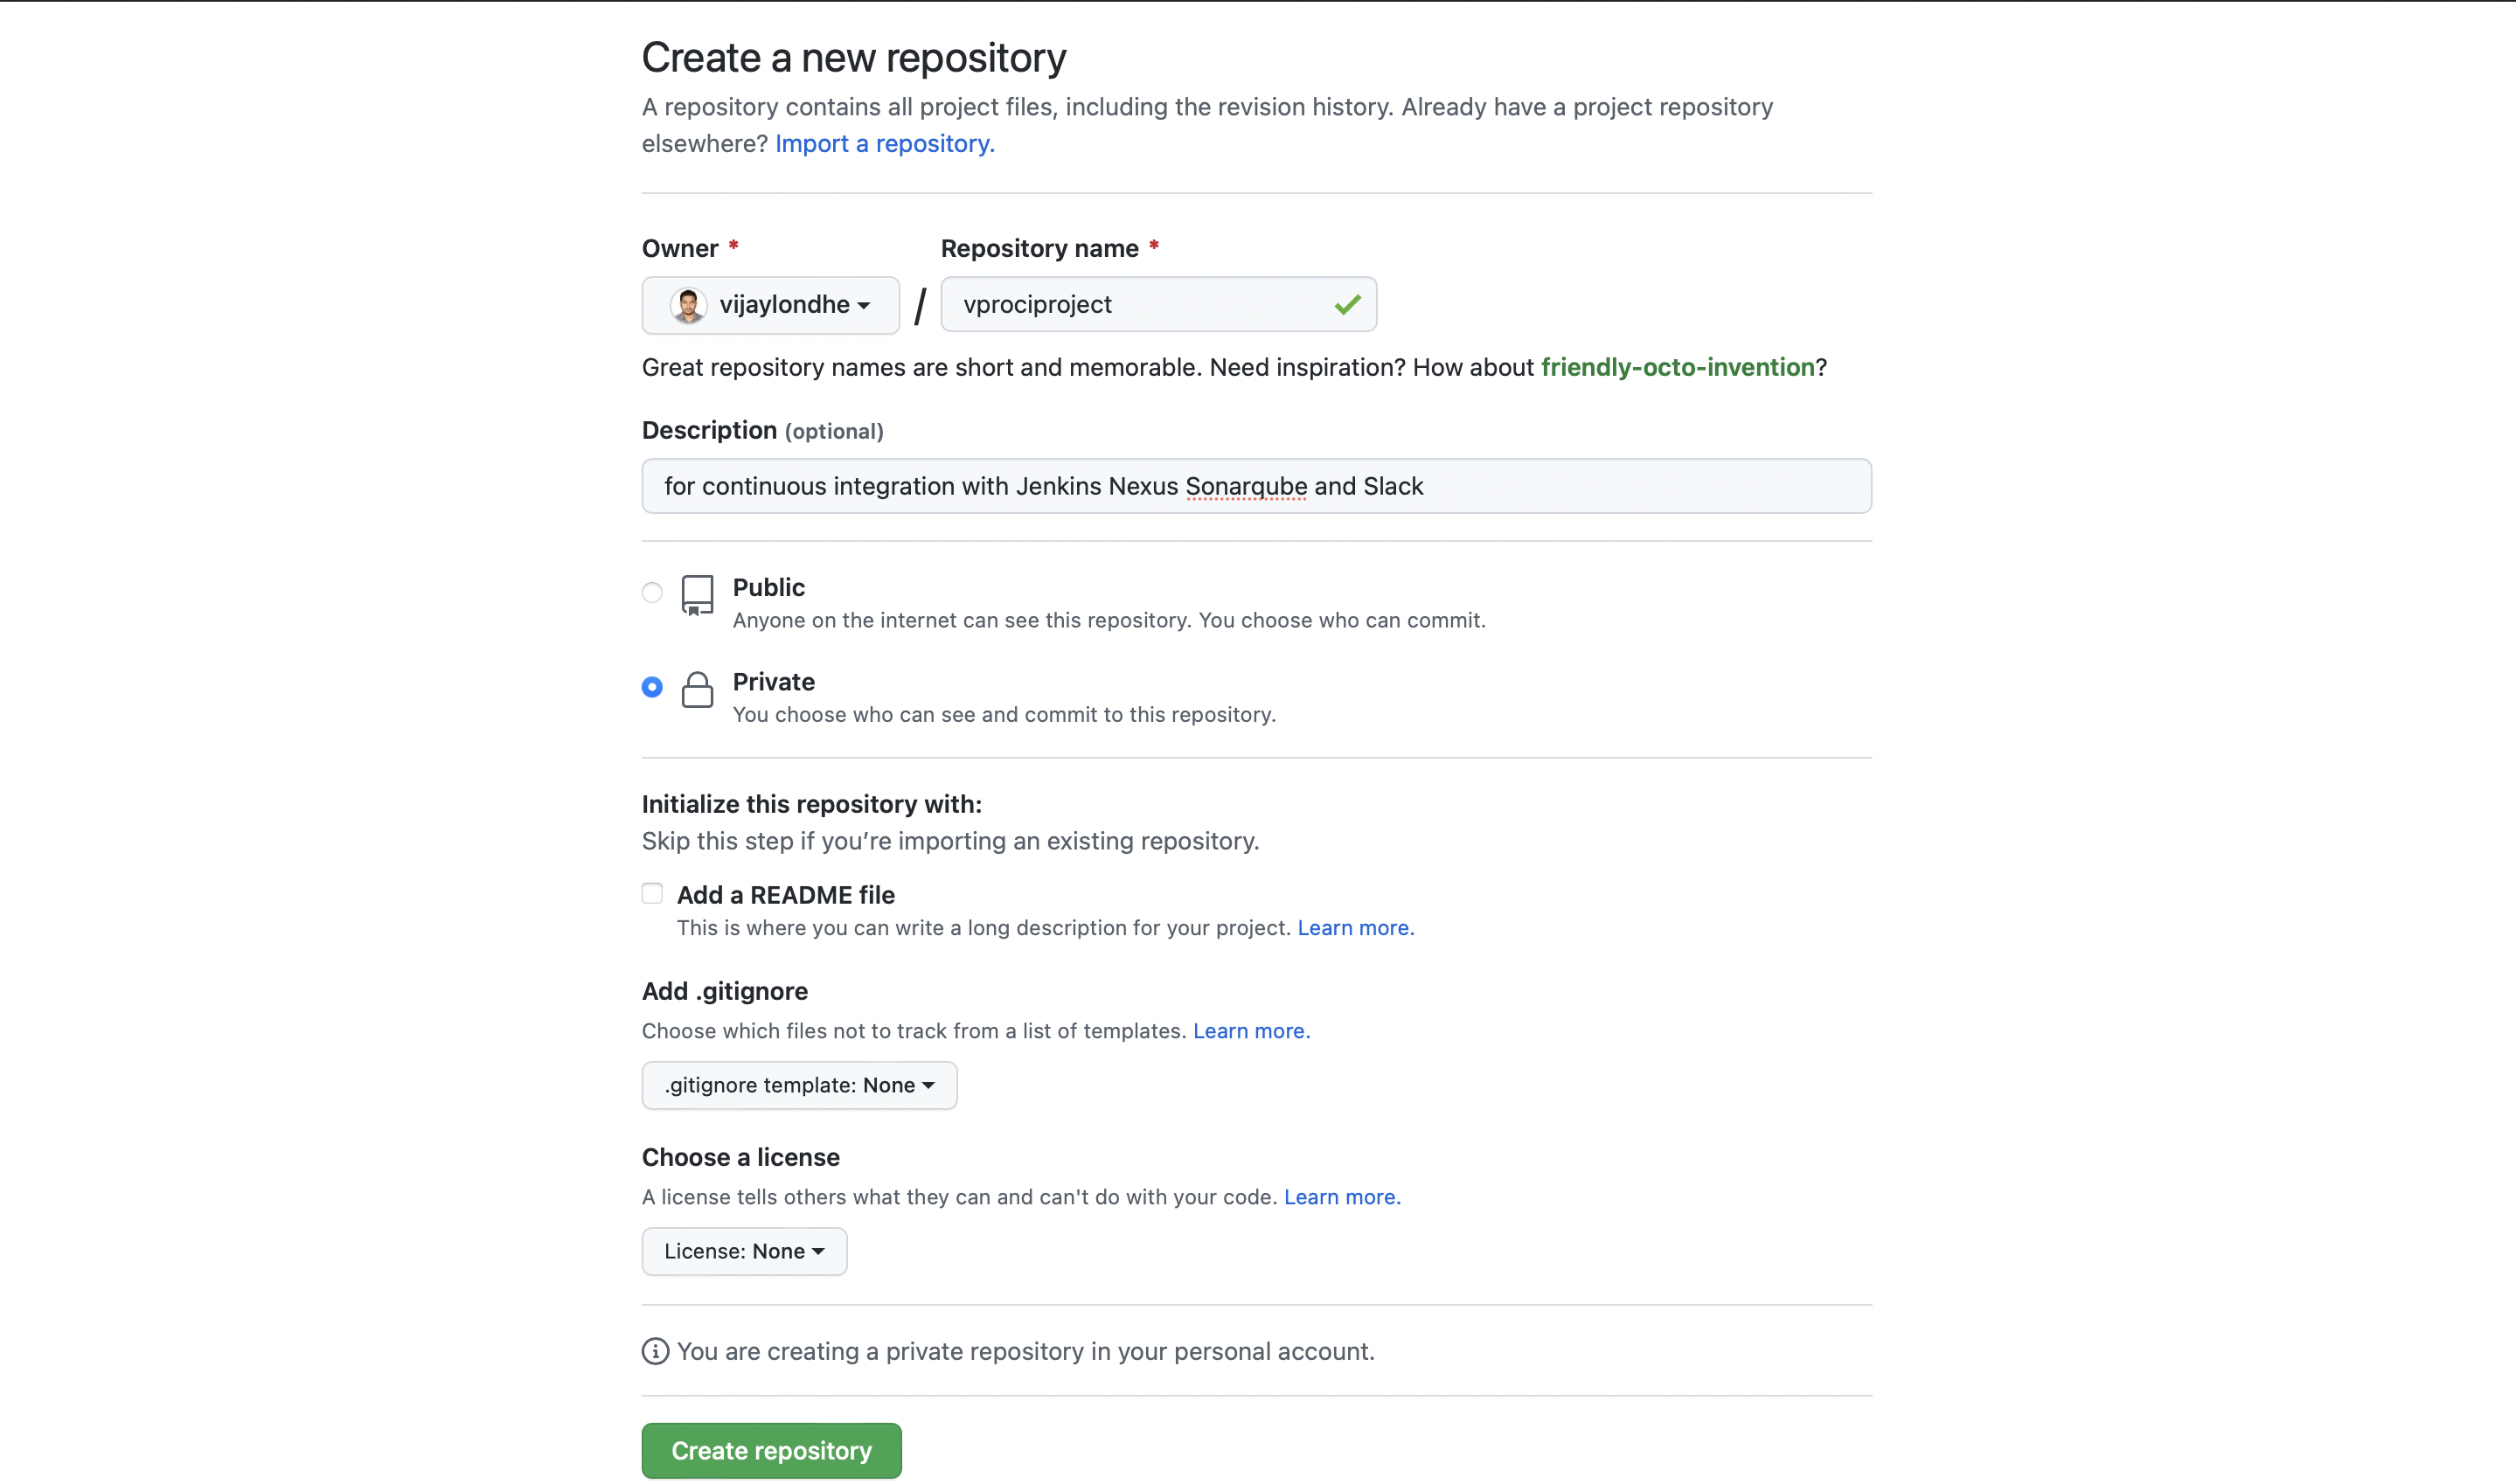 Create a new repository
A repository contains all project files, including the revision history. Already have a project repository
elsewhere? Import a repository.
Owner * Repository name *
vijaylondhe / vprociproject
Great repository names are short and memorable. Need inspiration? How about friendly-octo-invention?
Description (optional)
for continuous integration with Jenkins Nexus Sonarqube and Slack
Public
Anyone on the internet can see this repository. You choose who can commit.
Private
You choose who can see and commit to this repository.
Initialize this repository with:
Skip this step if you’re importing an existing repository.
Add a README file
This is where you can write a long description for your project. Learn more.
Add .gitignore
Choose which files not to track from a list of templates. Learn more.
.gitignore template: None
Choose a license
A license tells others what they can and can't do with your code. Learn more.
License: None
You are creating a private repository in your personal account.
Create repository